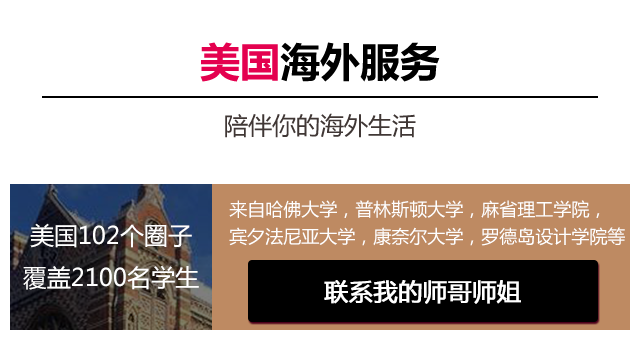 美国海外服务
陪伴你的海外生活
美国102个圈子
覆盖2100名学生
来自哈佛大学，普林斯顿大学，麻省理工学院，
宾夕法尼亚大学，康奈尔大学，罗德岛设计学院等
联系我的师哥师姐